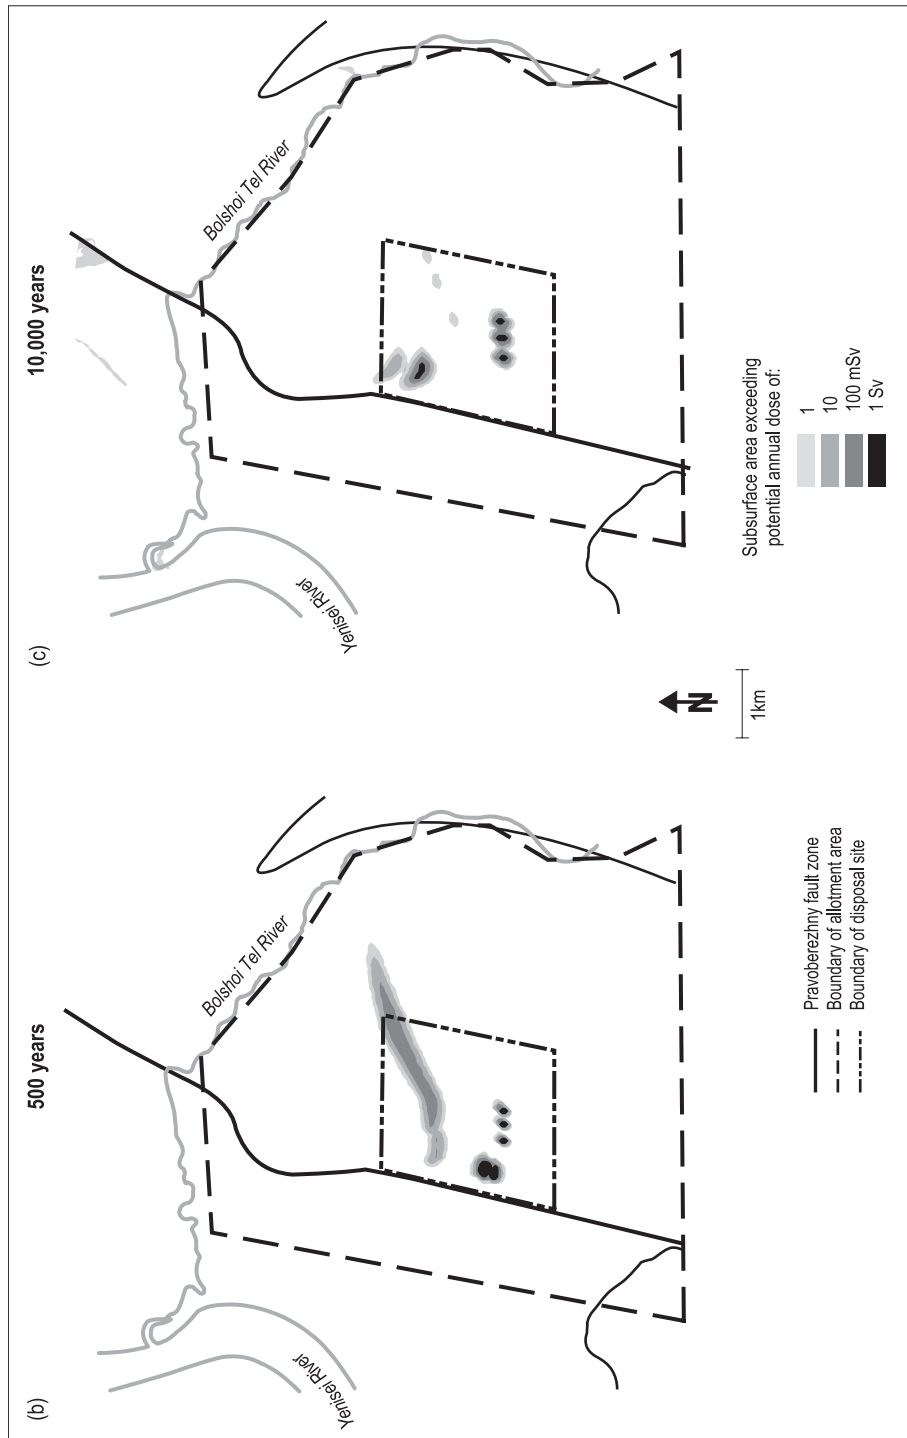 (b)
500 years
Bolshoi Tel River
Yenisei River
Pravoberezhny fault zone
Boundary of allotment area
Boundary of disposal site
N
1km
(c)
10,000 years
Bolshoi Tel River
Yenisei River
Subsurface area exceeding
potential annual dose of:
1
10
100 mSv
1 Sv